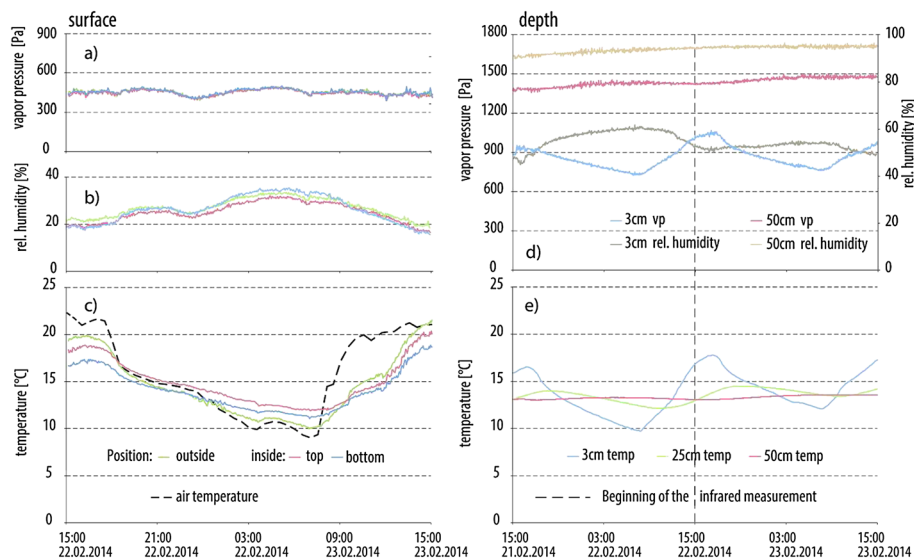 surface
depth
vapor pressure [Pa]
900
600
300
0
a)
rel. humidity [%]
40
20
0
b)
temperature [°C]
25
20
15
10
5
0
c)
Position: outside inside: top bottom
air temperature
15:00 21:00 03:00 09:00 15:00
22.02.2014 22.02.2014 23.02.2014 23.02.2014 23.02.2014
vapor pressure [Pa]
1800
1500
1200
900
600
300
0
rel. humidity [%]
100
80
60
40
20
0
3cm vp 50cm vp
3cm rel. humidity 50cm rel. humidity
d)
temperature [°C]
25
20
15
10
5
0
e)
3cm temp 25cm temp 50cm temp
Beginning of the infrared measurement
15:00 03:00 15:00 03:00 15:00
21.02.2014 22.02.2014 22.02.2014 23.02.2014 23.02.2014